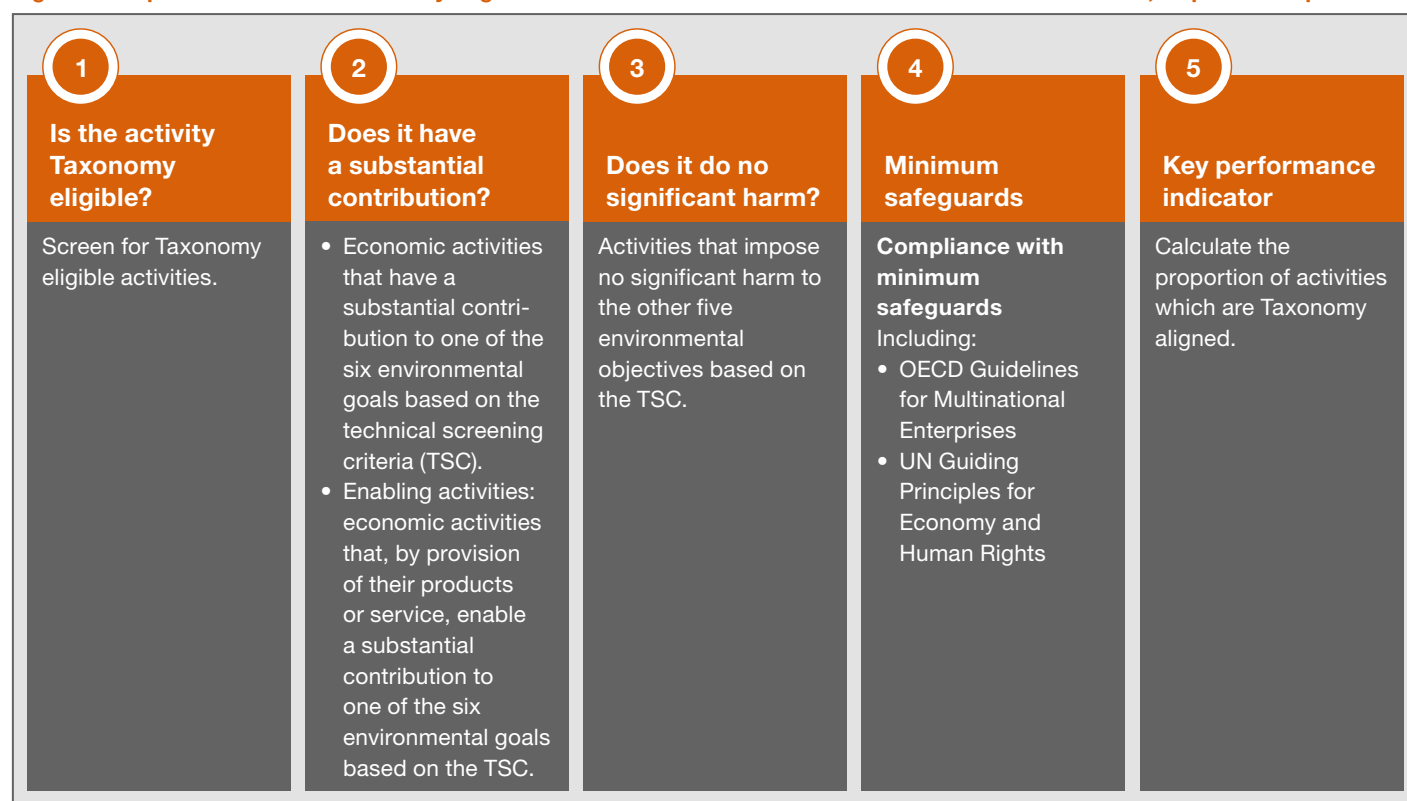 1
Is the activity
Taxonomy
eligible?
Screen for Taxonomy
eligible activities.
2
Does it have
a substantial
contribution?
• Economic activities
that have a
substantial contri-
bution to one of the
six environmental
goals based on the
technical screening
criteria (TSC).
• Enabling activities:
economic activities
that, by provision
of their products
or service, enable
a substantial
contribution to
one of the six
environmental goals
based on the TSC.
3
Does it do no
significant harm?
Activities that impose
no significant harm to
the other five
environmental
objectives based on
the TSC.
4
Minimum
safeguards
Compliance with
minimum
safeguards
Including:
• OECD Guidelines
for Multinational
Enterprises
• UN Guiding
Principles for
Economy and
Human Rights
5
Key performance
indicator
Calculate the
proportion of activities
which are Taxonomy
aligned.